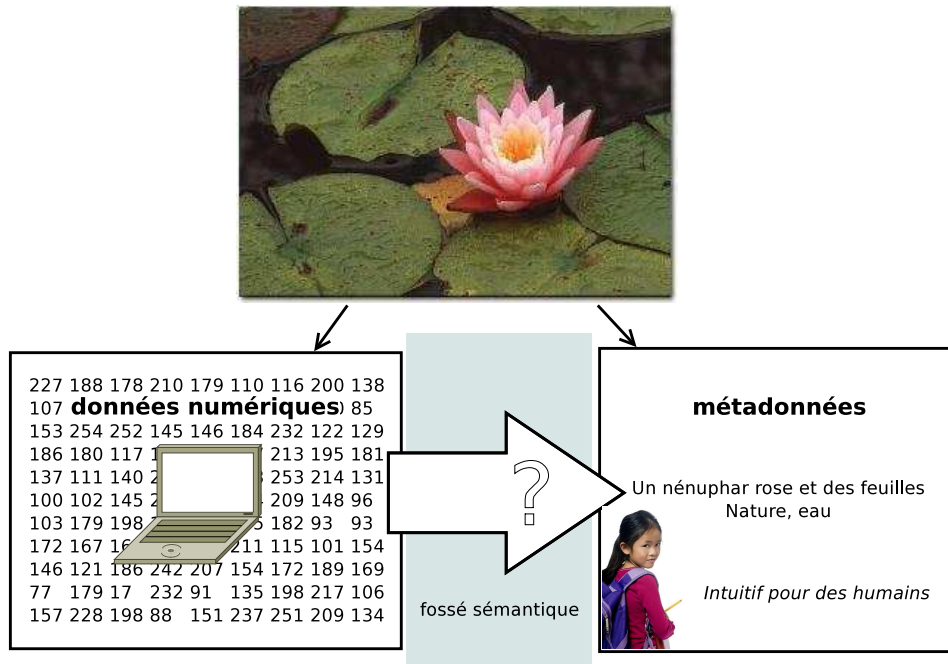 227 188 178 210 179 110 116 200 138
107 données numériques 85
153 254 252 145 146 184 232 122 129
186 180 117 213 195 181
137 111 140 253 214 131
100 102 145 209 148 96
103 179 198 182 93 93
172 167 211 115 101 154
146 121 186 242 207 154 172 189 169
77 179 17 232 91 135 198 217 106
157 228 198 88 151 237 251 209 134
?
fossé sémantique
métadonnées
Un nénuphar rose et des feuilles
Nature, eau
Intuitif pour des humains